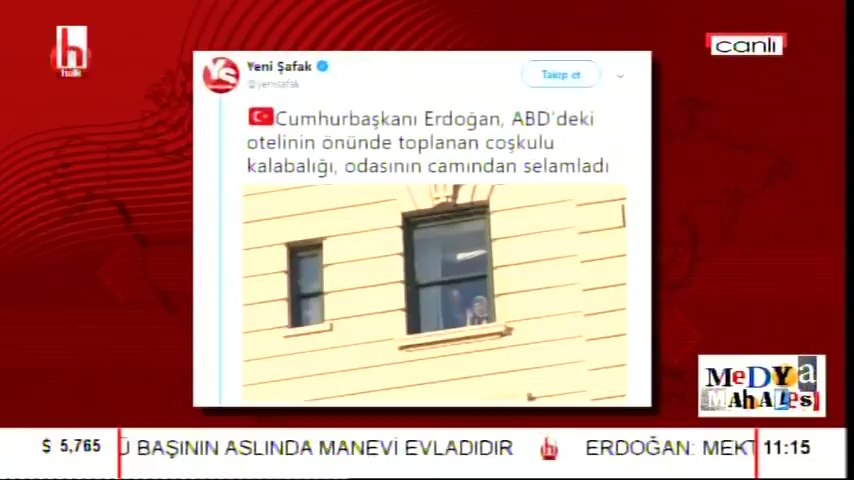 h
halk
canlı
YS
Yeni Şafak
@yenisafak
Takip et
Cumhurbaşkanı Erdoğan, ABD'deki
otelinin önünde toplanan coşkulu
kalabalığı, odasının camından selamladı
MeDYa
MAHALLesi
$ 5,765
Ü BAŞININ ASLINDA MANEVİ EVLADIDIR
h
ERDOĞAN: MEKT
11:15